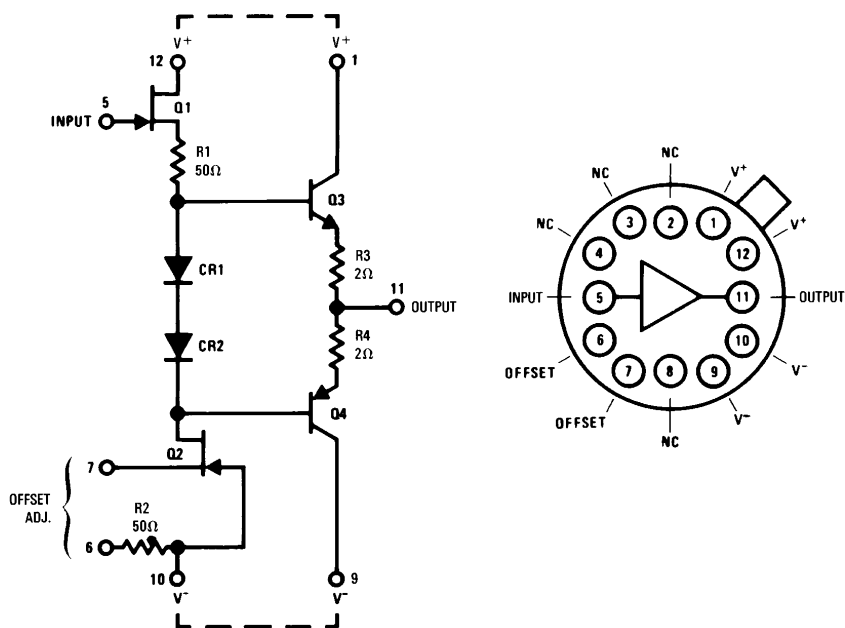 V+
V+
12
1
5
INPUT
Q1
R1
50Ω
Q3
CR1
R3
2Ω
11
OUTPUT
CR2
R4
2Ω
Q4
Q2
7
OFFSET
ADJ.
R2
50Ω
6
10
V-
9
V-
NC
NC
V+
NC
V+
3
2
1
4
12
INPUT
5
11
OUTPUT
6
10
OFFSET
7
8
9
V-
OFFSET
NC
V-